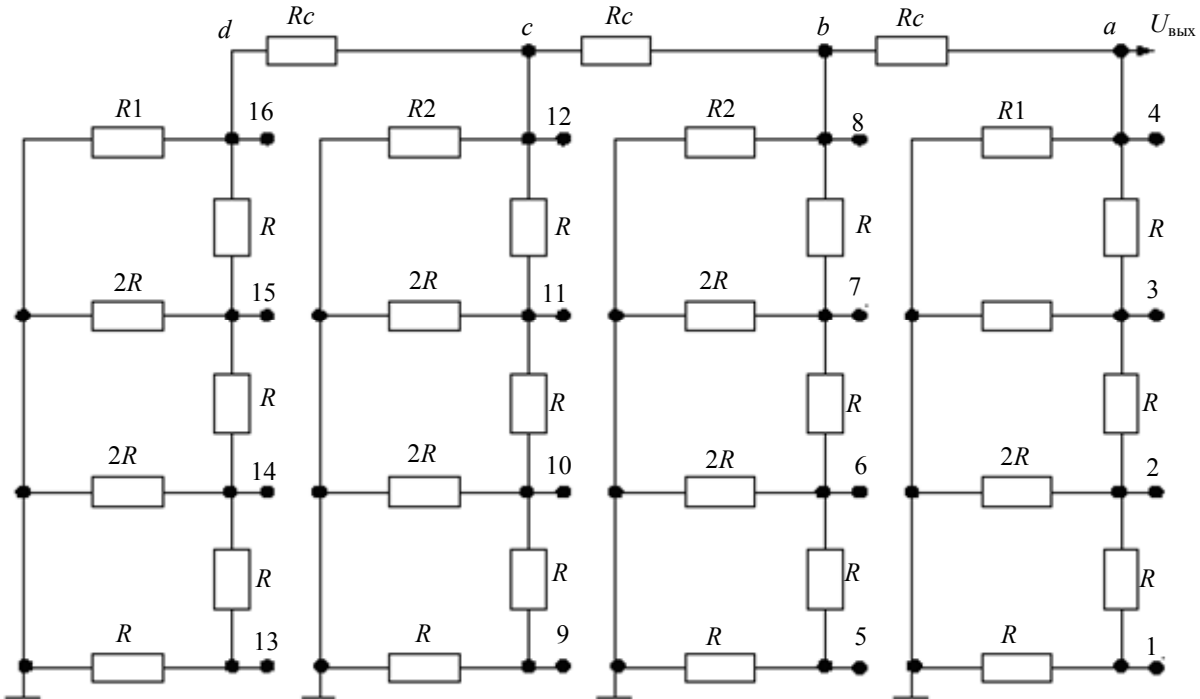 d Rc c Rc b Rc a Uвых
R1 16 R2 12 R2 8 R1 4
R R R R
2R 15 2R 11 2R 7 3
R R R R
2R 14 2R 10 2R 6 2R 2
R R R R
R 13 R 9 R 5 R 1